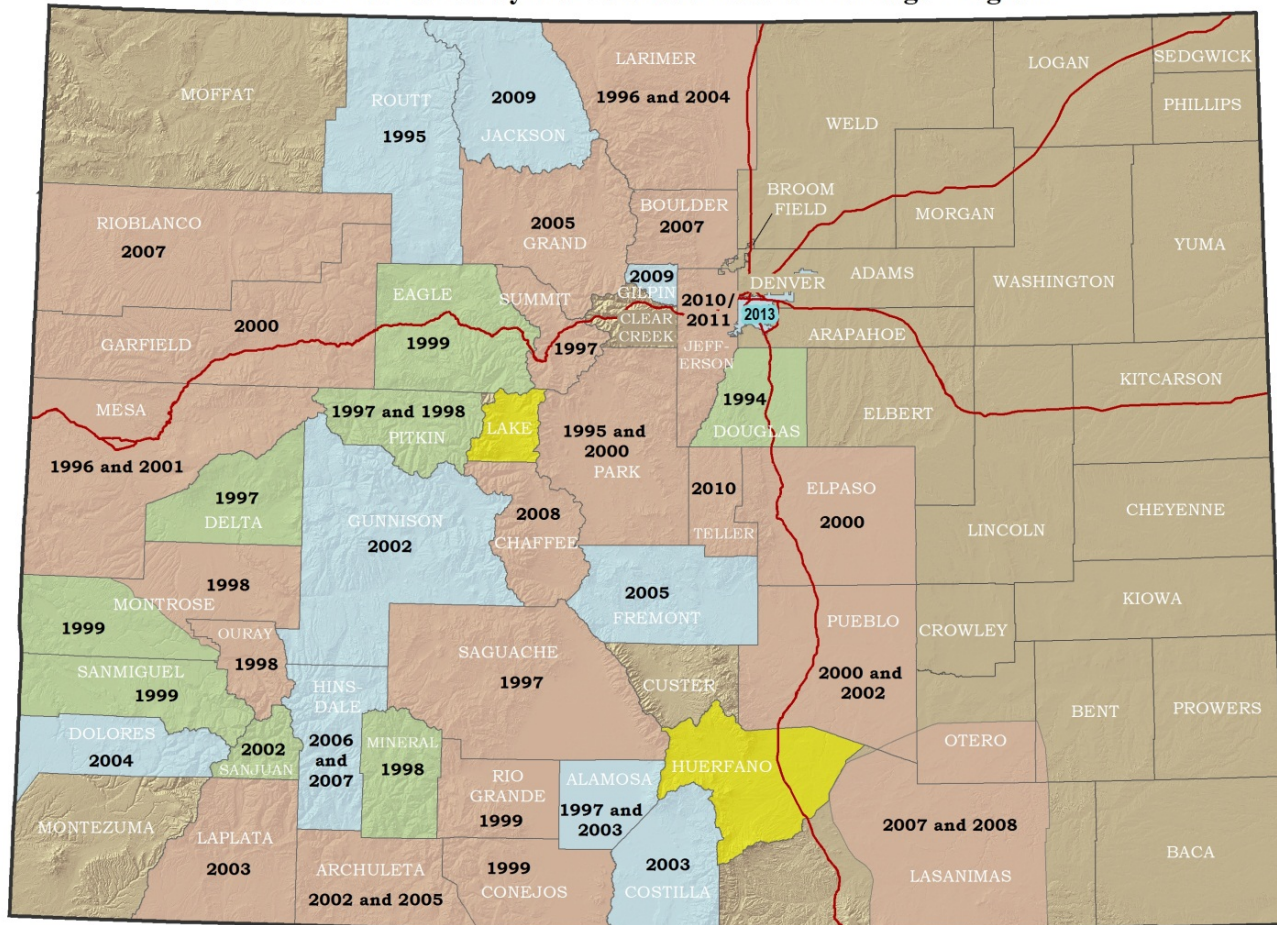 MOFFAT
ROUTT
1995
2009
JACKSON
LARIMER
1996 and 2004
WELD
LOGAN
SEDGWICK
PHILLIPS
RIOBLANCO
2007
2005
GRAND
BOULDER
2007
BROOM
FIELD
MORGAN
YUMA
WASHINGTON
ADAMS
DENVER
2009
GILPIN
EAGLE
1999
SUMMIT
1997
CLEAR
CREEK
2010/
2011
JEFF-
ERSON
2013
ARAPAHOE
2000
GARFIELD
MESA
1996 and 2001
1997 and 1998
PITKIN
LAKE
1995 and
2000
PARK
1994
DOUGLAS
ELBERT
KITCARSON
1997
DELTA
GUNNISON
2002
2008
CHAFFEE
2010
TELLER
ELPASO
2000
LINCOLN
CHEYENNE
1998
MONTROSE
1999
OURAY
1998
2005
FREMONT
KIOWA
SAGUACHE
1997
PUEBLO
2000 and
2002
CROWLEY
SANMIGUEL
1999
HINS-
DALE
2006
and
2007
CUSTER
BENT
PROWERS
DOLORES
2004
2002
SANJUAN
MINERAL
1998
RIO
GRANDE
1999
ALAMOSA
1997 and
2003
HUERFANO
OTERO
MONTEZUMA
LAPLATA
2003
ARCHULETA
2002 and 2005
1999
CONEJOS
2003
COSTILLA
2007 and 2008
LASANIMAS
BACA